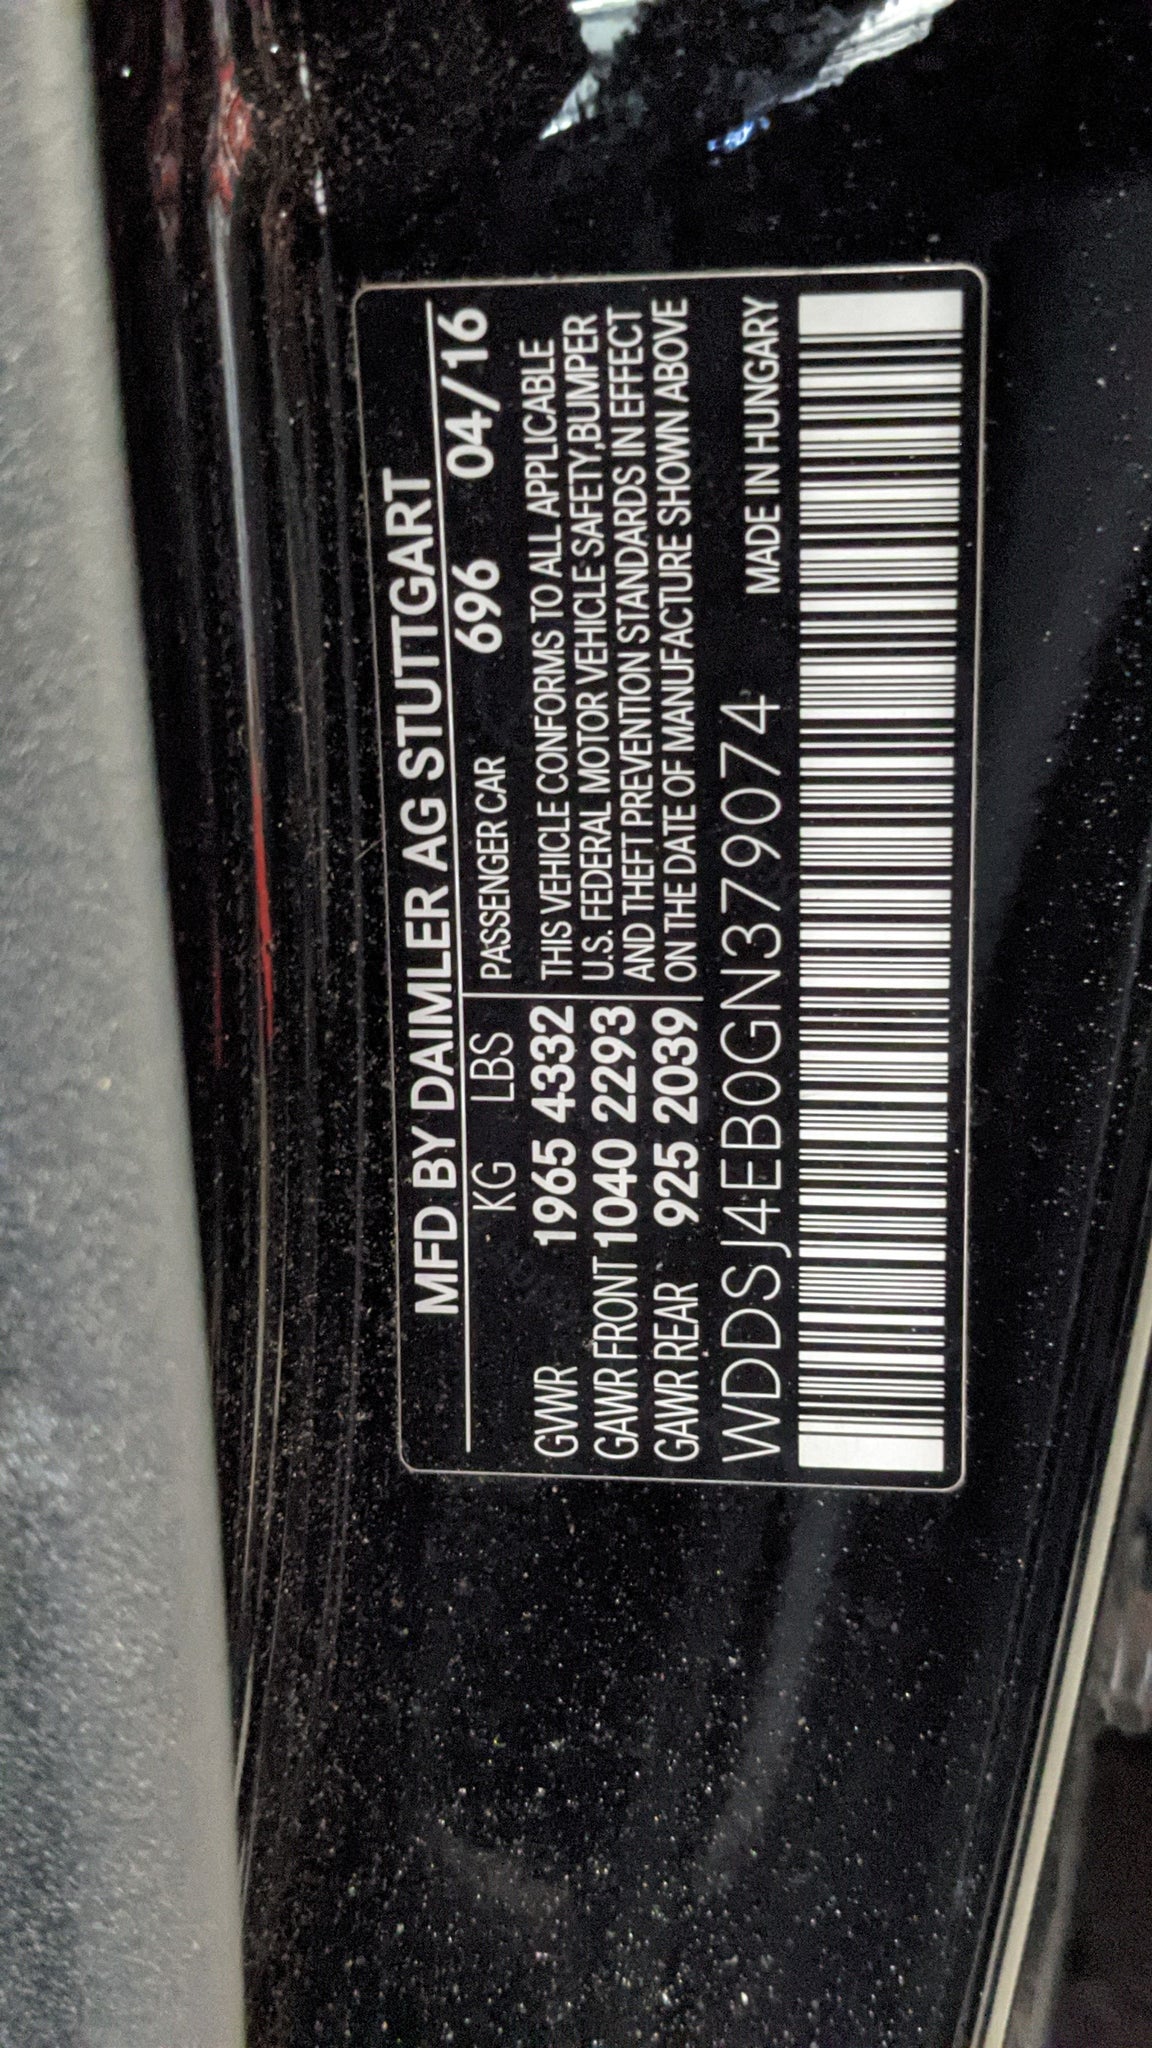 MFD BY DAIMLER AG STUTTGART
KG LBS PASSENGER CAR 696 04/16
GVWR 1965 4332 THIS VEHICLE CONFORMS TO ALL APPLICABLE
GAWR FRONT 1040 2293 U.S. FEDERAL MOTOR VEHICLE SAFETY,BUMPER
GAWR REAR 925 2039 AND THEFT PREVENTION STANDARDS IN EFFECT
ON THE DATE OF MANUFACTURE SHOWN ABOVE
WDDSJ4EB0GN379074 MADE IN HUNGARY